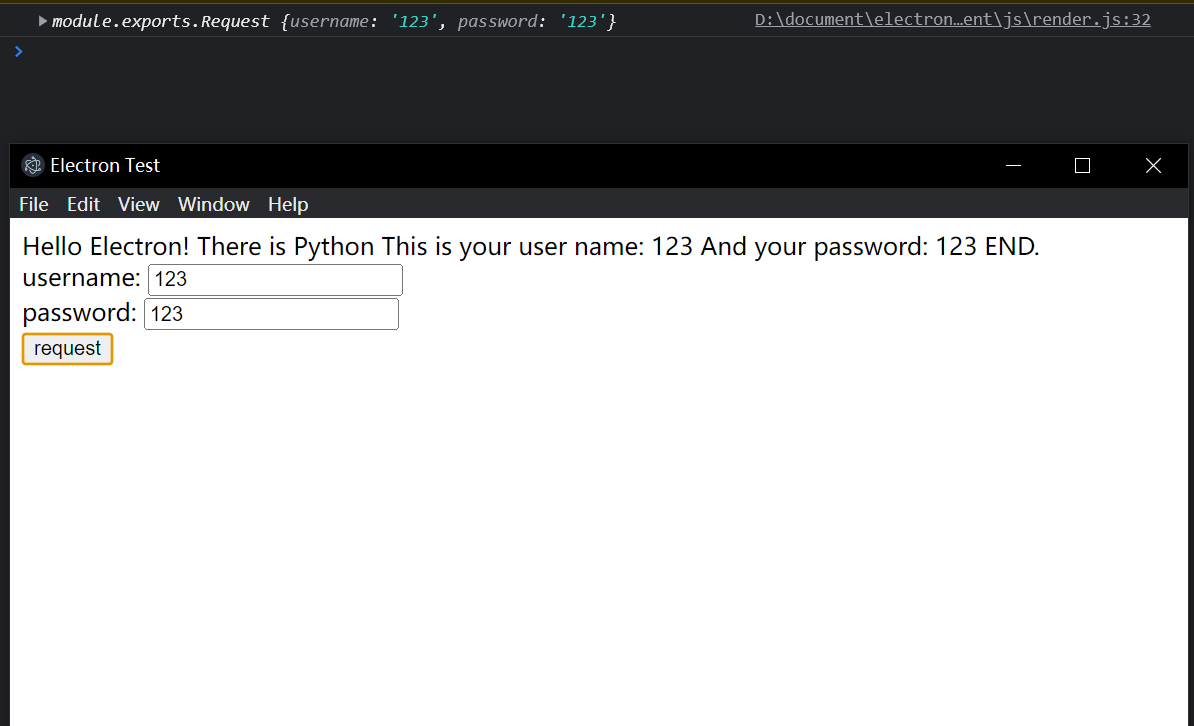 module.exports.Request {username: '123', password: '123'} D:\document\electron…ent\js\render.js:32
Electron Test
File Edit View Window Help
Hello Electron! There is Python This is your user name: 123 And your password: 123 END.
username: 123
password: 123
request